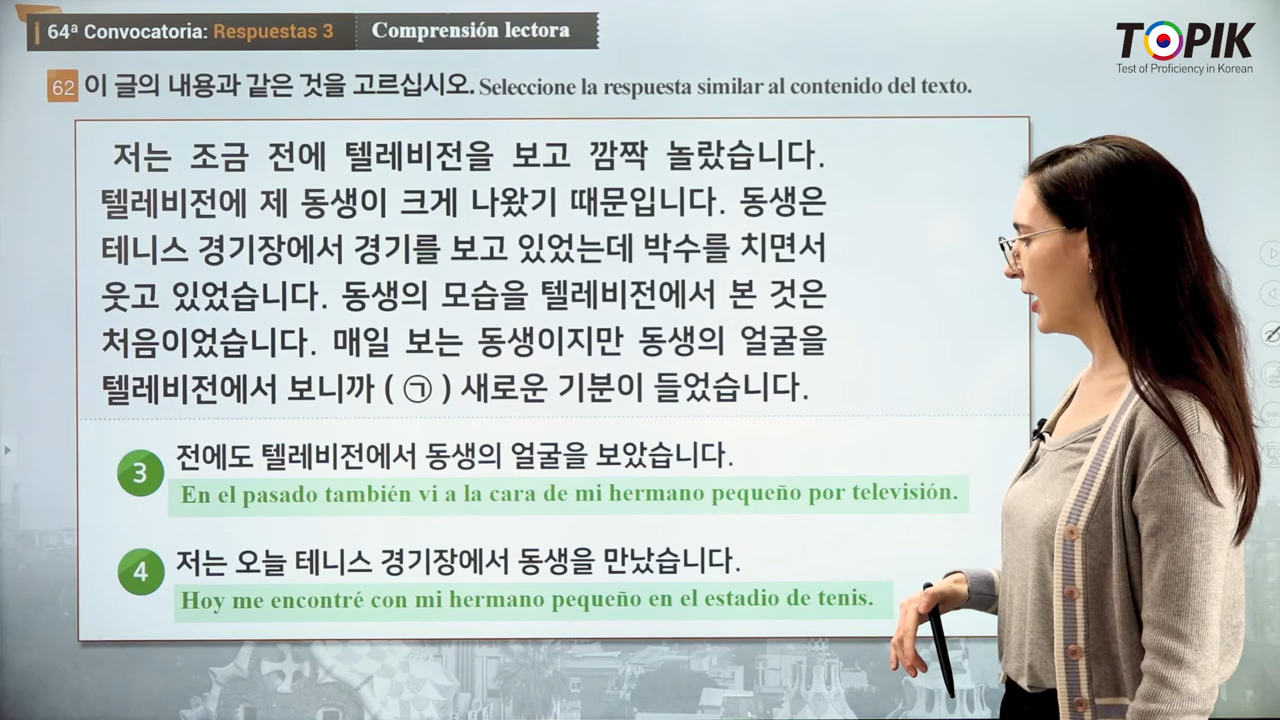 64ª Convocatoria: Respuestas 3 Comprensión lectora
TOPIK
Test of Proficiency in Korean
62 이 글의 내용과 같은 것을 고르십시오. Seleccione la respuesta similar al contenido del texto.
저는 조금 전에 텔레비전을 보고 깜짝 놀랐습니다.
텔레비전에 제 동생이 크게 나왔기 때문입니다. 동생은
테니스 경기장에서 경기를 보고 있었는데 박수를 치면서
웃고 있었습니다. 동생의 모습을 텔레비전에서 본 것은
처음이었습니다. 매일 보는 동생이지만 동생의 얼굴을
텔레비전에서 보니까 ( ㉠ ) 새로운 기분이 들었습니다.
3 전에도 텔레비전에서 동생의 얼굴을 보았습니다.
En el pasado también vi a la cara de mi hermano pequeño por televisión.
4 저는 오늘 테니스 경기장에서 동생을 만났습니다.
Hoy me encontré con mi hermano pequeño en el estadio de tenis.